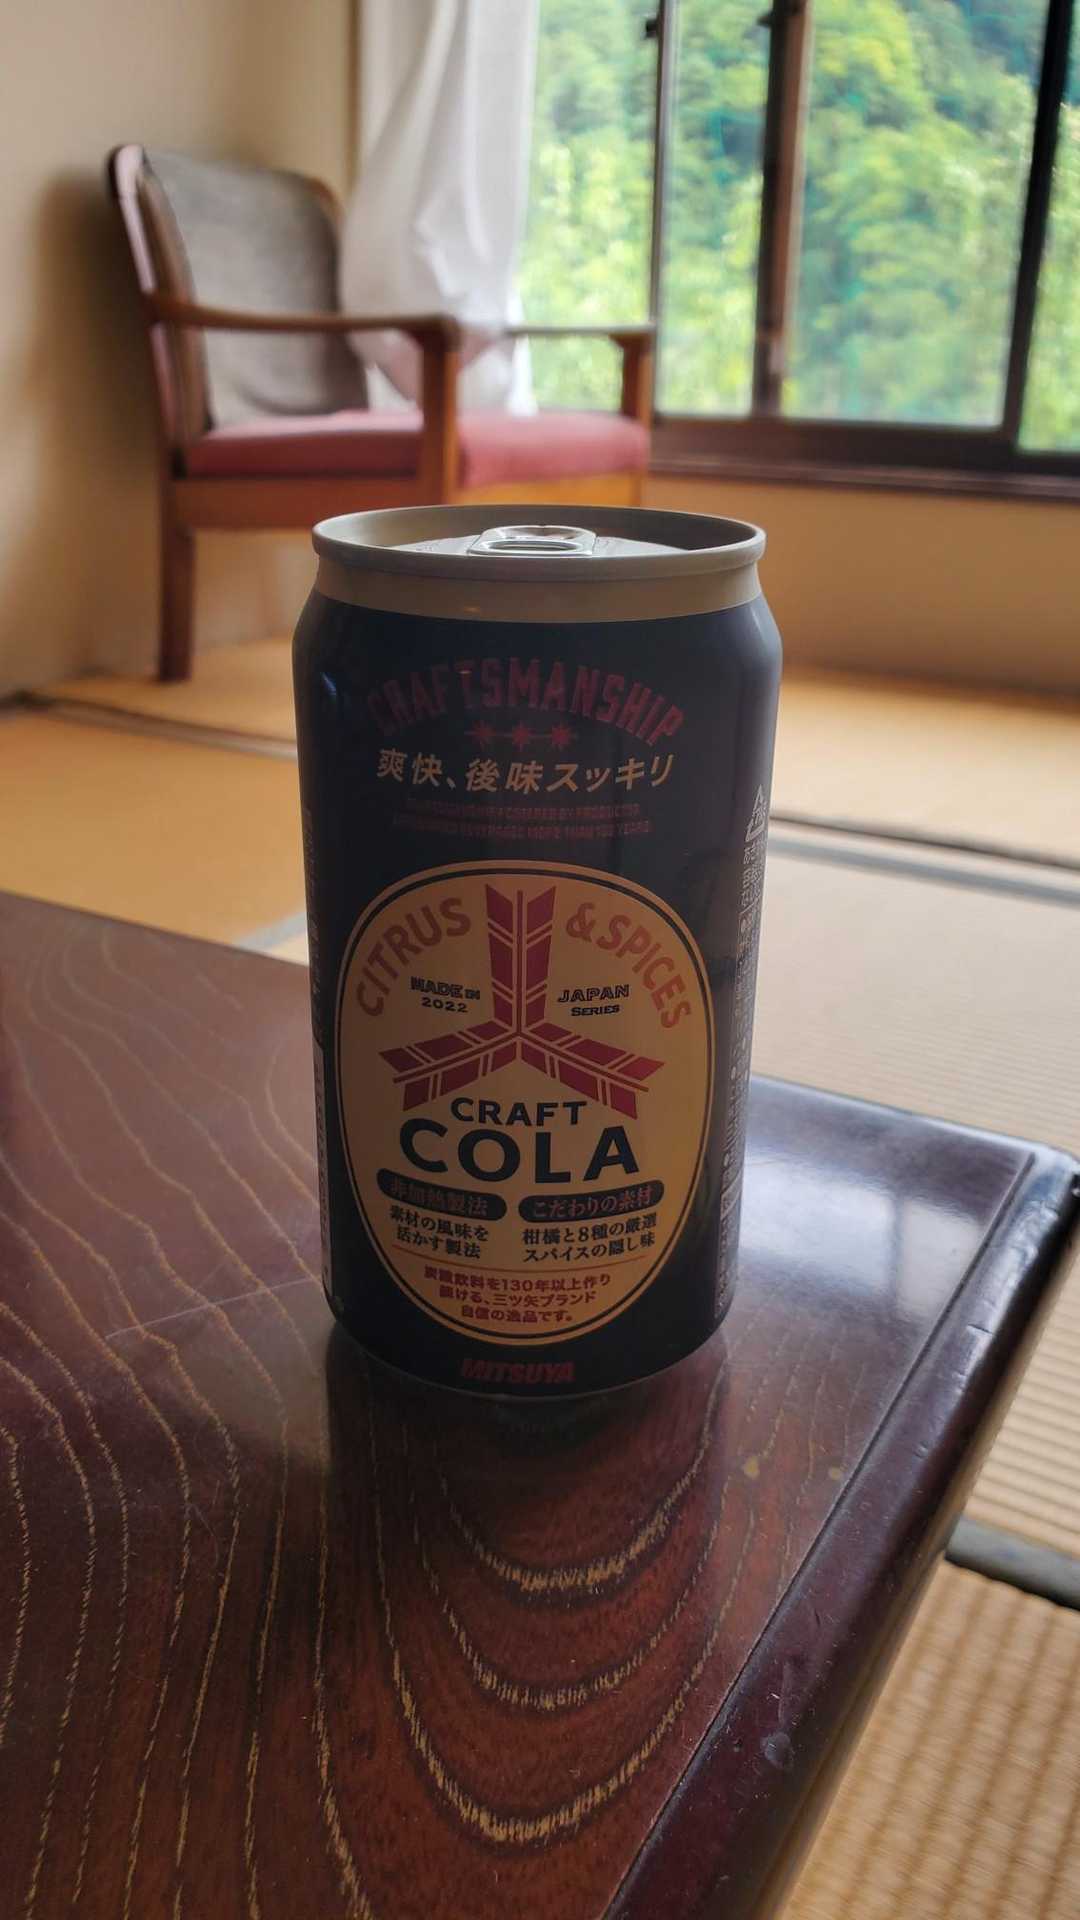 CRAFTSMANSHIP
爽快、後味スッキリ
CITRUS & SPICES
MADE IN 2022
JAPAN SERIES
CRAFT
COLA
非加熱製法
素材の風味を
活かす製法
こだわりの素材
柑橘と8種の厳選
スパイスの隠し味
炭酸飲料を130年以上作り
続ける、三ツ矢ブランド
自信の逸品です。
MITSUYA